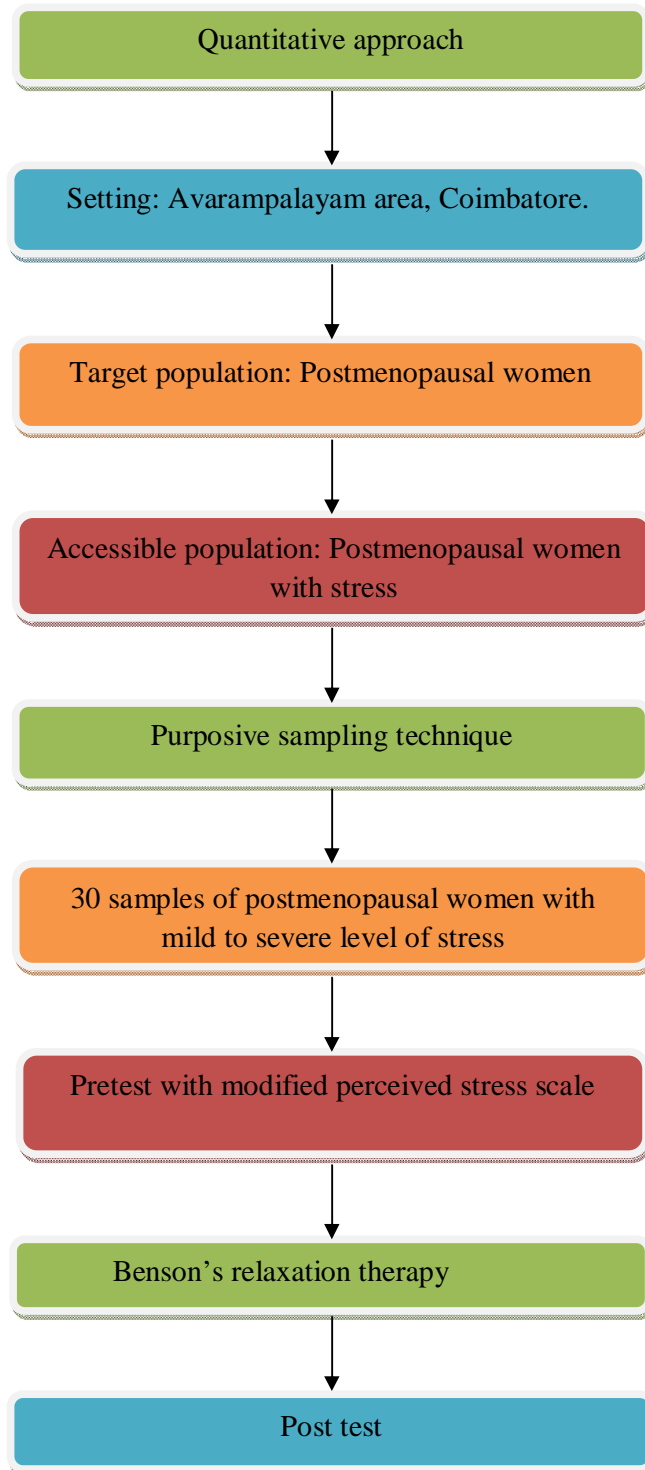 Quantitative approach
Setting: Avarampalayam area, Coimbatore.
Target population: Postmenopausal women
Accessible population: Postmenopausal women
with stress
Purposive sampling technique
30 samples of postmenopausal women with
mild to severe level of stress
Pretest with modified perceived stress scale
Benson’s relaxation therapy
Post test